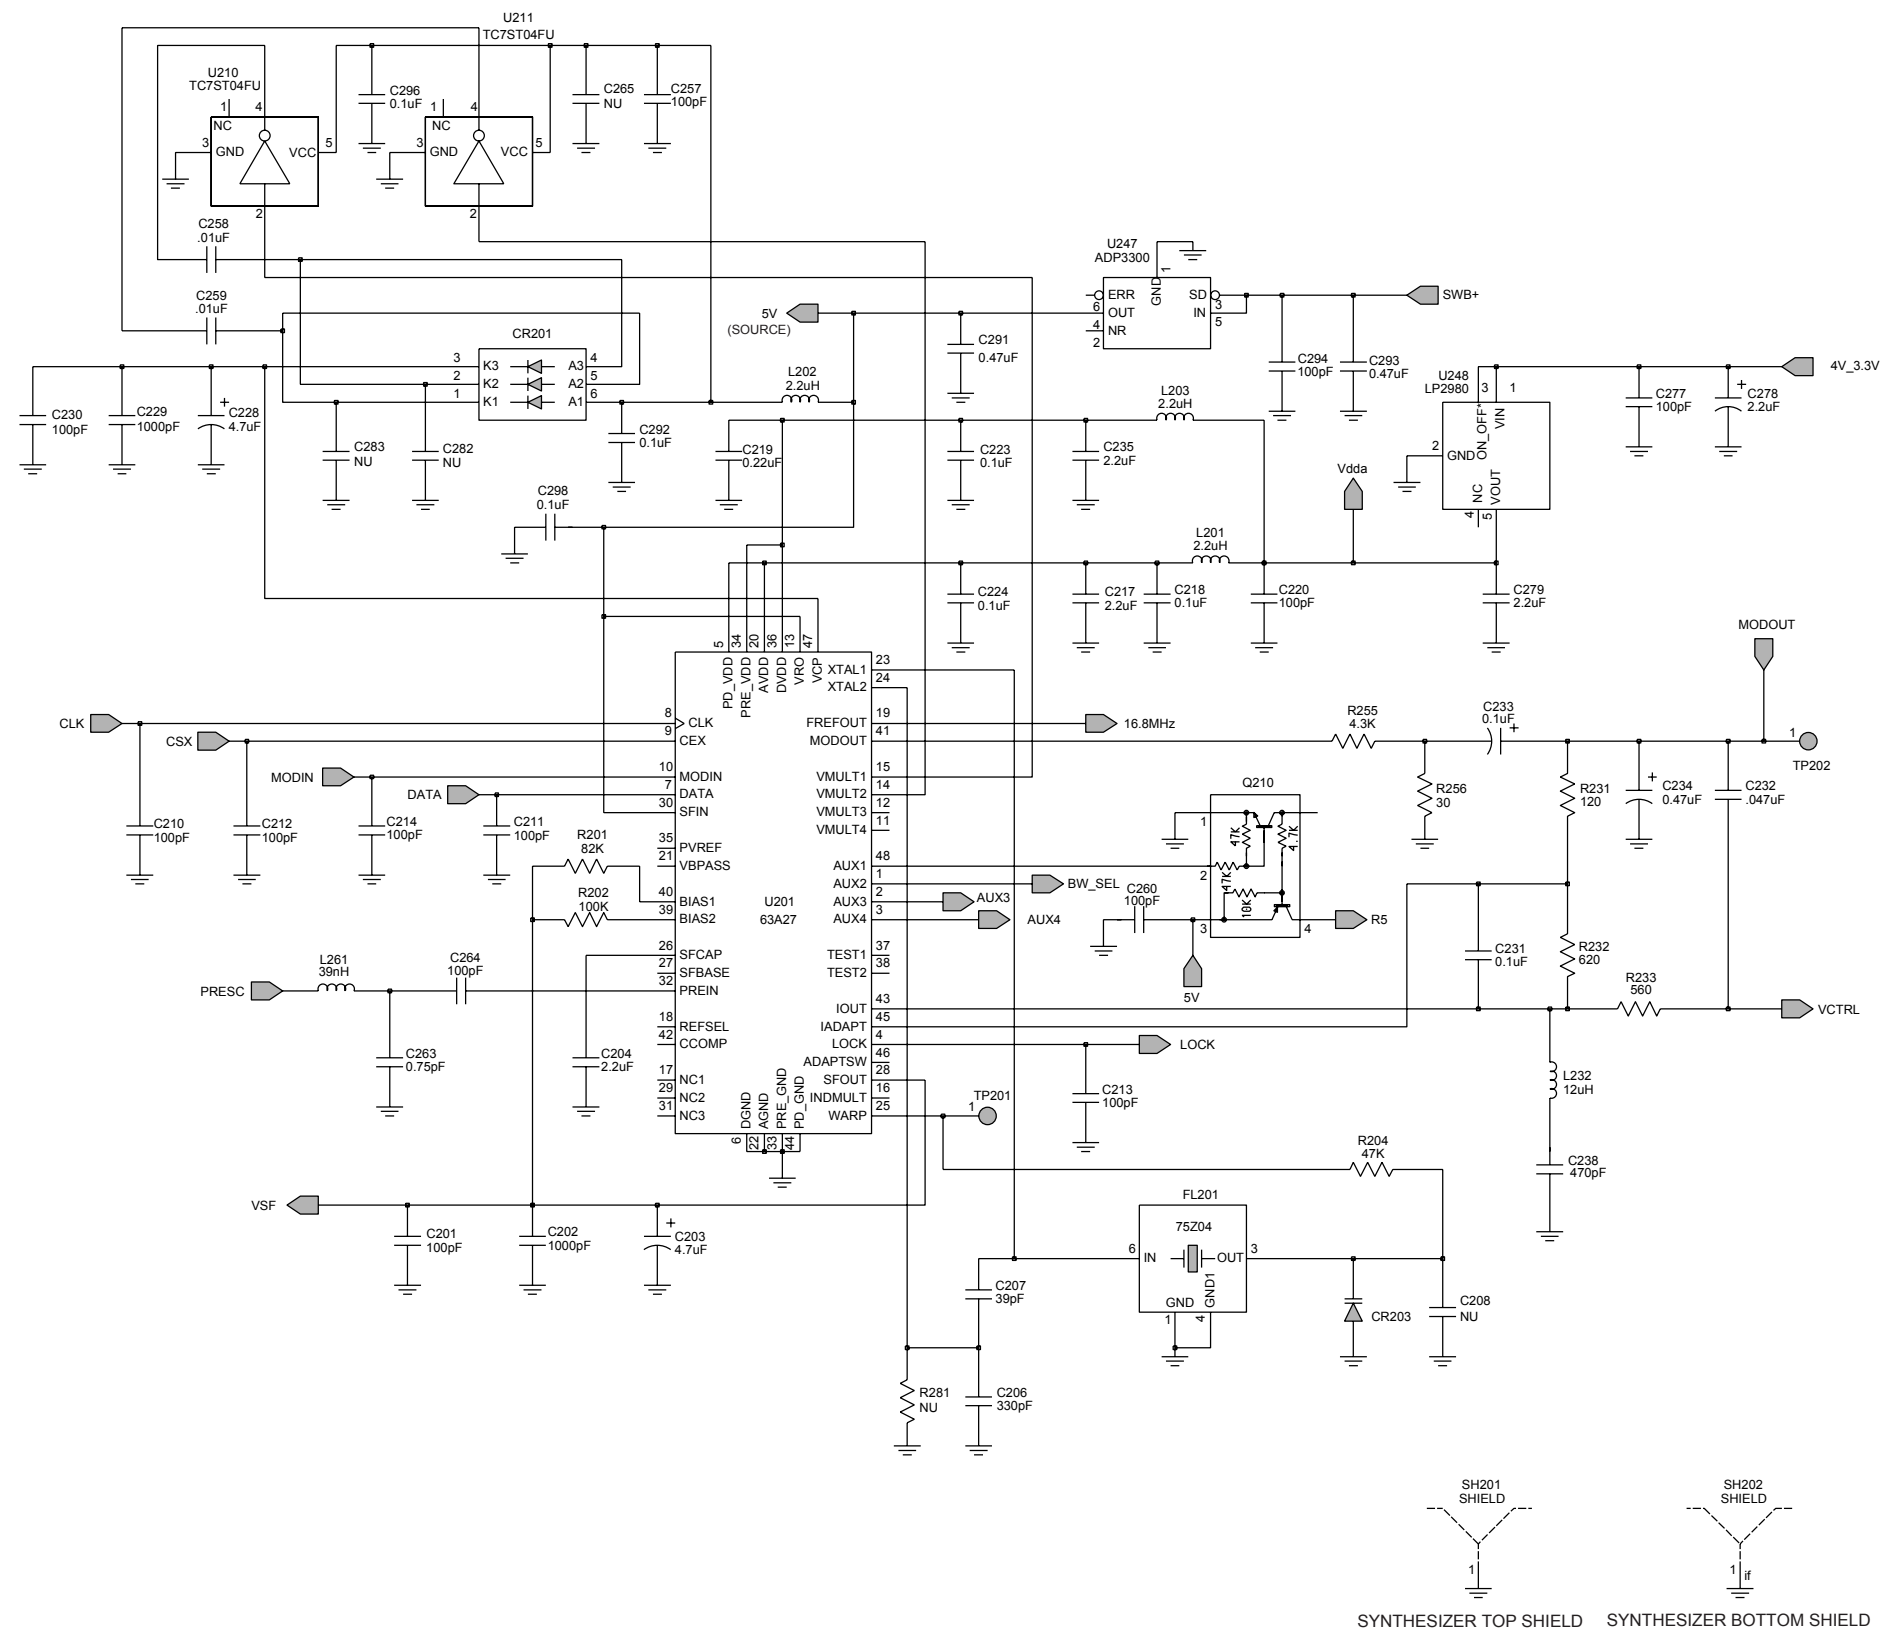 U211
TC7ST04FU
U210
TC7ST04FU
1
4
NC
3
GND
VCC
5
2
C296
0.1uF
1
4
NC
3
GND
VCC
5
2
C265
NU
C257
100pF
C258
.01uF
C259
.01uF
CR201
3
K3
A3
4
2
K2
A2
5
1
K1
A1
6
C230
100pF
C229
1000pF
+
C228
4.7uF
C283
NU
C282
NU
C292
0.1uF
L202
2.2uH
5V
(SOURCE)
C291
0.47uF
U247
ADP3300
1
GND
ERR
SD
3
6
OUT
IN
5
4
NR
2
SWB+
C294
100pF
C293
0.47uF
U248
LP2980
3
1
ON_OFF*
VIN
2
GND
NC
VOUT
4
5
4V_3.3V
C277
100pF
+
C278
2.2uF
L203
2.2uH
C219
0.22uF
C223
0.1uF
C235
2.2uF
Vdda
C298
0.1uF
L201
2.2uH
C224
0.1uF
C217
2.2uF
C218
0.1uF
C220
100pF
C279
2.2uF
5
34
20
36
13
47
PD_VDD
PRE_VDD
AVDD
DVDD
VRO
VCP
CLK
8
CLK
CSX
9
CEX
MODIN
10
MODIN
DATA
7
DATA
30
SFIN
35
PVREF
21
VBPASS
40
BIAS1
39
BIAS2
26
SFCAP
27
SFBASE
32
PREIN
18
REFSEL
42
CCOMP
17
NC1
29
NC2
31
NC3
U201
63A27
6
22
33
44
DGND
AGND
PRE_GND
PD_GND
XTAL1
23
XTAL2
24
FREFOUT
19
16.8MHz
MODOUT
41
VMULT1
15
VMULT2
14
VMULT3
12
VMULT4
11
AUX1
48
AUX2
1
BW_SEL
AUX3
2
AUX3
AUX4
3
AUX4
TEST1
37
TEST2
38
IOUT
43
IADAPT
45
LOCK
4
LOCK
ADAPTSW
46
SFOUT
28
INDMULT
16
WARP
25
C210
100pF
C212
100pF
C214
100pF
C211
100pF
R201
82K
R202
100K
PRESC
L261
39nH
C264
100pF
C263
0.75pF
C204
2.2uF
VSF
C201
100pF
C202
1000pF
+
C203
4.7uF
TP201
1
C213
100pF
Q210
1
47K
4.7K
2
47K
10K
3
4
C260
100pF
5V
R5
MODOUT
R255
4.3K
C233
0.1uF
+
R256
30
R231
120
+
C234
0.47uF
C232
.047uF
1
TP202
C231
0.1uF
R232
620
R233
560
VCTRL
L232
12uH
C238
470pF
R204
47K
FL201
75Z04
6
IN
OUT
3
GND
GND1
1
4
C207
39pF
CR203
C208
NU
R281
NU
C206
330pF
SH201
SHIELD
1
SYNTHESIZER TOP SHIELD
SH202
SHIELD
1
if
SYNTHESIZER BOTTOM SHIELD